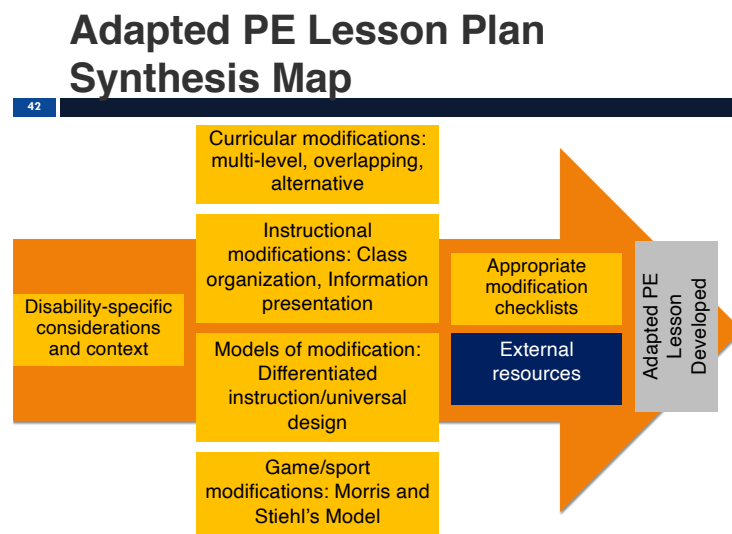 Adapted PE Lesson Plan
Synthesis Map
42
Disability-specific
considerations
and context
Curricular modifications:
multi-level, overlapping,
alternative
Instructional
modifications: Class
organization, Information
presentation
Models of modification:
Differentiated
instruction/universal
design
Game/sport
modifications: Morris and
Stiehl's Model
Appropriate
modification
checklists
External
resources
Adapted PE
Lesson
Developed